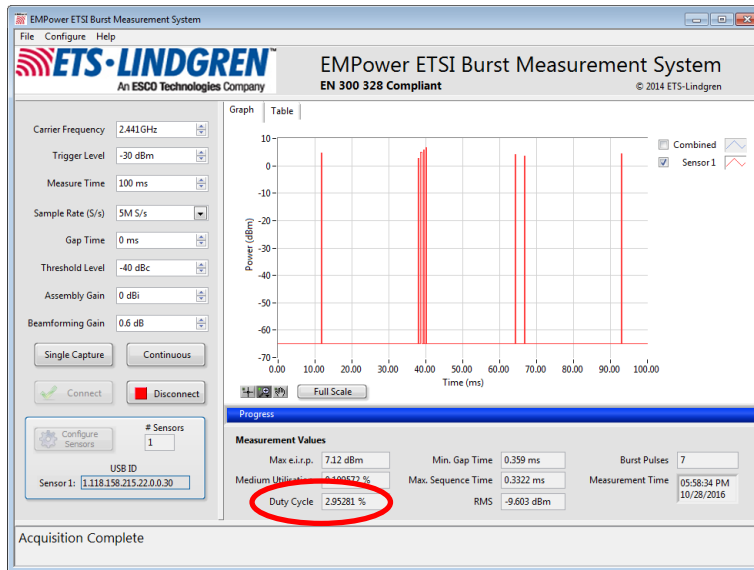 EMPower ETSI Burst Measurement System
File Configure Help
ETS·LINDGREN™
An ESCO Technologies Company
EMPower ETSI Burst Measurement System
EN 300 328 Compliant © 2014 ETS-Lindgren
Carrier Frequency 2.441GHz
Trigger Level -30 dBm
Measure Time 100 ms
Sample Rate (S/s) 5M S/s
Gap Time 0 ms
Threshold Level -40 dBc
Assembly Gain 0 dBi
Beamforming Gain 0.6 dB
Single Capture Continuous
Connect Disconnect
Configure Sensors
# Sensors
1
USB ID
Sensor 1: 1.118.158.215.22.0.0.30
Graph Table
Combined
Sensor 1
Power (dBm)
10
0
-10
-20
-30
-40
-50
-60
-70
0.00 10.00 20.00 30.00 40.00 50.00 60.00 70.00 80.00 90.00 100.00
Time (ms)
Full Scale
Progress
Measurement Values
Max e.i.r.p. 7.12 dBm Min. Gap Time 0.359 ms Burst Pulses 7
Medium Utilisation 0.100572 % Max. Sequence Time 0.3322 ms Measurement Time 05:58:34 PM
10/28/2016
Duty Cycle 2.95281 % RMS -9.603 dBm
Acquisition Complete